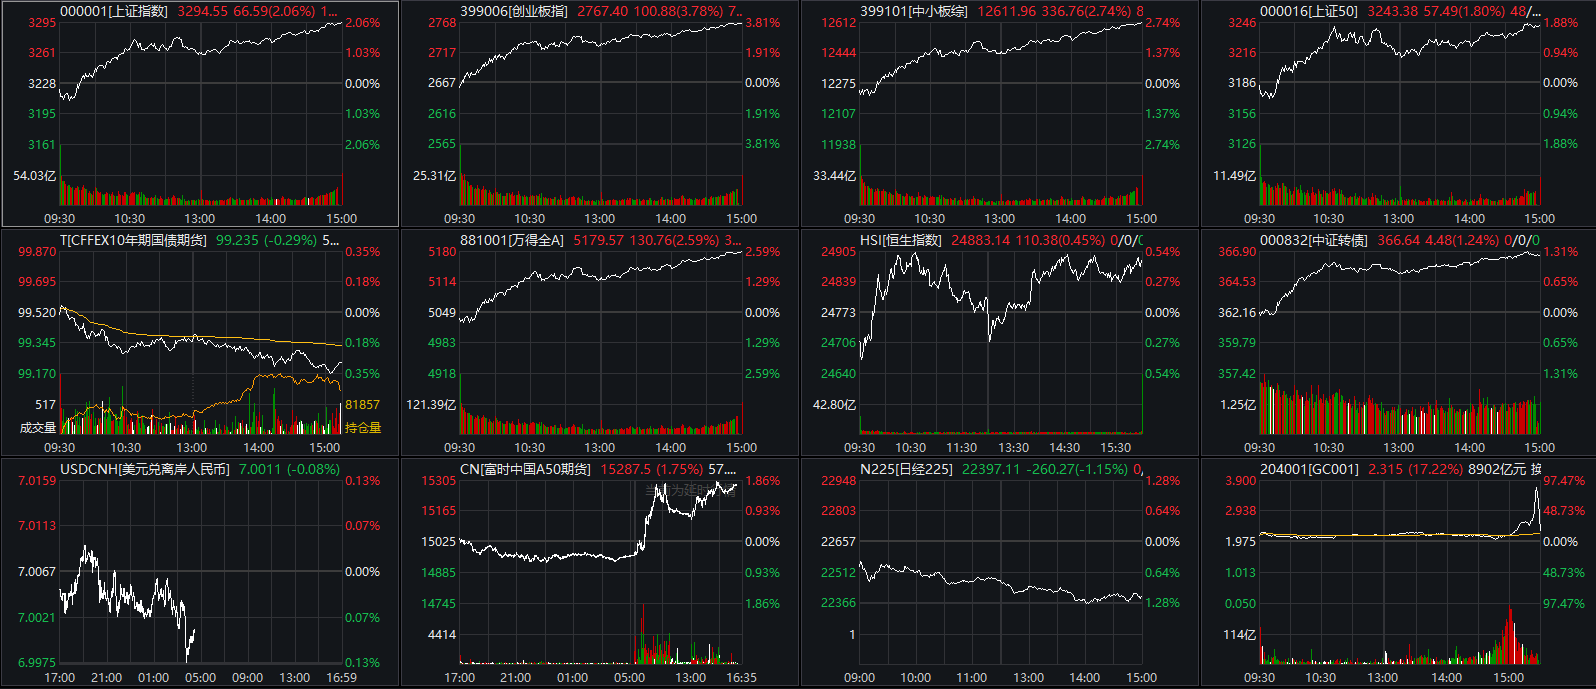 000001[上证指数] 3294.55 66.59(2.06%) 1...
3295 2.06%
3261 1.03%
3228 0.00%
3195 1.03%
3161 2.06%
54.03亿
09:30 10:30 13:00 14:00 15:00
399006[创业板指] 2767.40 100.88(3.78%) 7..
2768 3.81%
2717 1.91%
2667 0.00%
2616 1.91%
2565 3.81%
25.31亿
09:30 10:30 13:00 14:00 15:00
399101[中小板综] 12611.96 336.76(2.74%) 8
12612 2.74%
12444 1.37%
12275 0.00%
12107 1.37%
11938 2.74%
33.44亿
09:30 10:30 13:00 14:00 15:00
000016[上证50] 3243.38 57.49(1.80%) 48/...
3246 1.88%
3216 0.94%
3186 0.00%
3156 0.94%
3126 1.88%
11.49亿
09:30 10:30 13:00 14:00 15:00
T[CFFEX10年期国债期货] 99.235 (-0.29%) 5...
99.870 0.35%
99.695 0.18%
99.520 0.00%
99.345 0.18%
99.170 0.35%
517 81857
成交量 持仓量
09:30 10:30 13:00 14:00 15:00
881001[万得全A] 5179.57 130.76(2.59%) 3...
5180 2.59%
5114 1.29%
5049 0.00%
4983 1.29%
4918 2.59%
121.39亿
09:30 10:30 13:00 14:00 15:00
HSI[恒生指数] 24883.14 110.38(0.45%) 0/0/0
24905 0.54%
24839 0.27%
24773 0.00%
24706 0.27%
24640 0.54%
42.80亿
09:30 10:30 11:30 13:30 14:30 15:30
000832[中证转债] 366.64 4.48(1.24%) 0/0/0
366.90 1.31%
364.53 0.65%
362.16 0.00%
359.79 0.65%
357.42 1.31%
1.25亿
09:30 10:30 13:00 14:00 15:00
USDCNH[美元兑离岸人民币] 7.0011 (-0.08%)
7.0159 0.13%
7.0113 0.07%
7.0067 0.00%
7.0021 0.07%
6.9975 0.13%
17:00 21:00 01:00 05:00 09:00 13:00 16:59
CN[富时中国A50期货] 15287.5 (1.75%) 57....
15305 1.86%
15165 0.93%
15025 0.00%
14885 0.93%
14745 1.86%
4414
17:00 21:00 01:00 05:00 13:00 16:35
N225[日经225] 22397.11 -260.27(-1.15%) 0
22948 1.28%
22803 0.64%
22657 0.00%
22512 0.64%
22366 1.28%
1
09:00 10:00 11:00 13:00 14:00 15:00
204001[GC001] 2.315 (17.22%) 8902亿元
3.900 97.47%
2.938 48.73%
1.975 0.00%
1.013 48.73%
0.050 97.47%
114亿
09:30 10:30 13:00 14:00 15:00